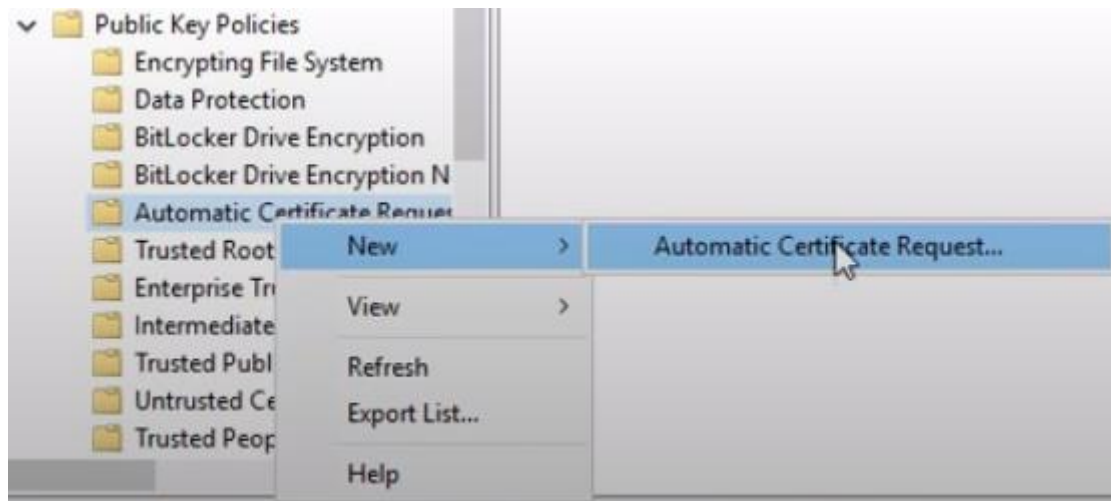 Public Key Policies
Encrypting File System
Data Protection
BitLocker Drive Encryption
BitLocker Drive Encryption N
Automatic Certificate Reques
Trusted Root
Enterprise Tru
Intermediate
Trusted Publ
Untrusted Ce
Trusted Peop
New
Automatic Certificate Request...
View
Refresh
Export List...
Help